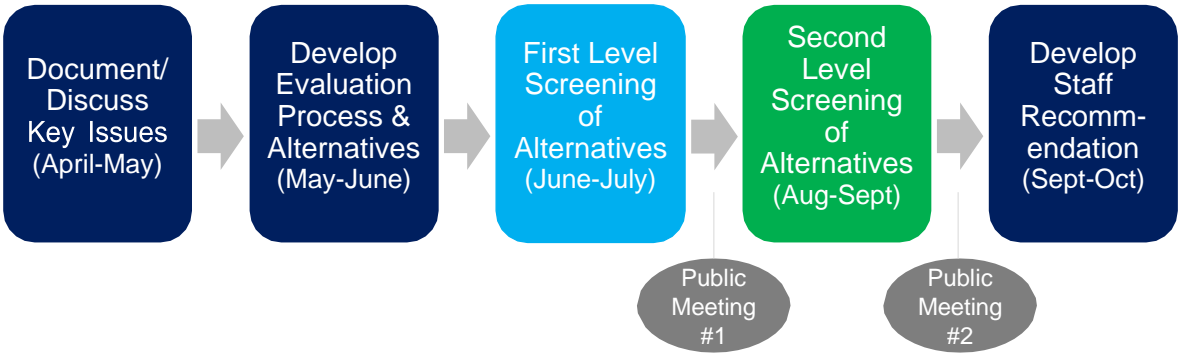 Document/
Discuss
Key Issues
(April-May)
Develop
Evaluation
Process &
Alternatives
(May-June)
First Level
Screening
of
Alternatives
(June-July)
Second
Level
Screening
of
Alternatives
(Aug-Sept)
Develop
Staff
Recomm-
endation
(Sept-Oct)
Public
Meeting
#1
Public
Meeting
#2